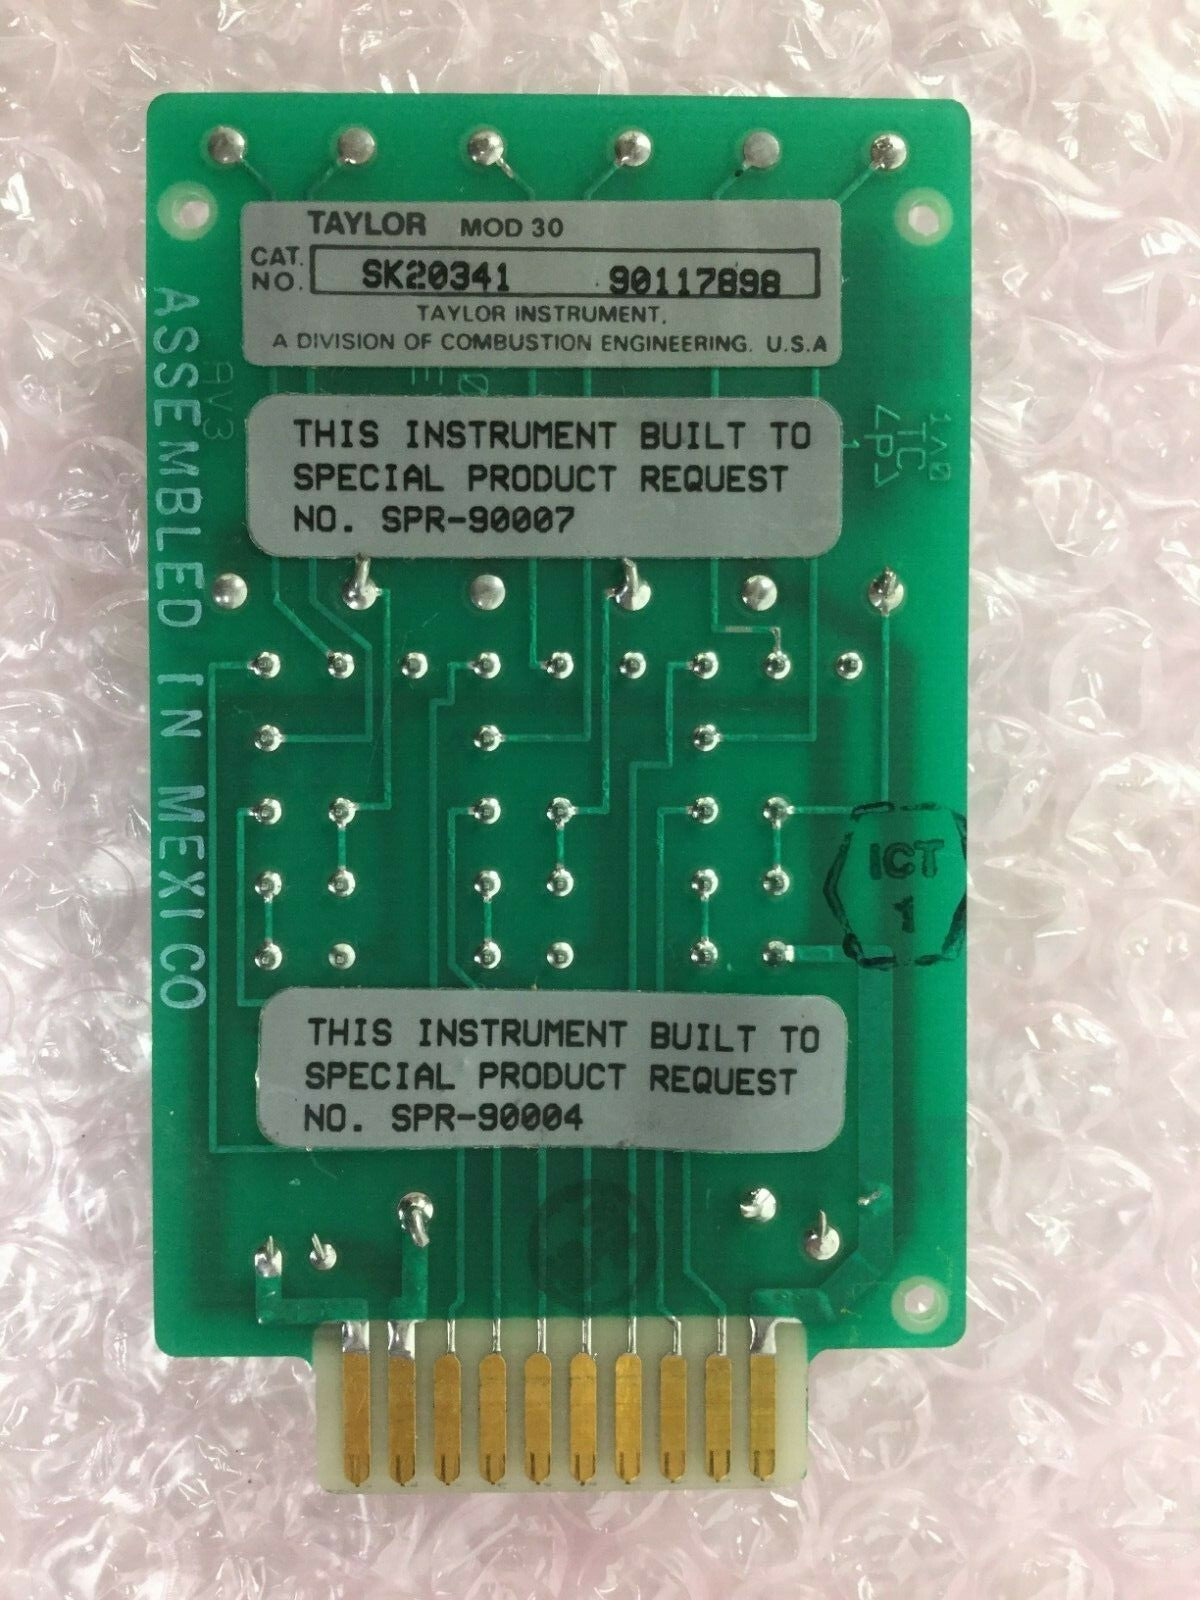 TAYLOR MOD 30
CAT. NO. SK20341 90117898
TAYLOR INSTRUMENT,
A DIVISION OF COMBUSTION ENGINEERING. U.S.A
THIS INSTRUMENT BUILT TO
SPECIAL PRODUCT REQUEST
NO. SPR-90007
ASSEMBLED IN MEXICO
ICT
1
THIS INSTRUMENT BUILT TO
SPECIAL PRODUCT REQUEST
NO. SPR-90004